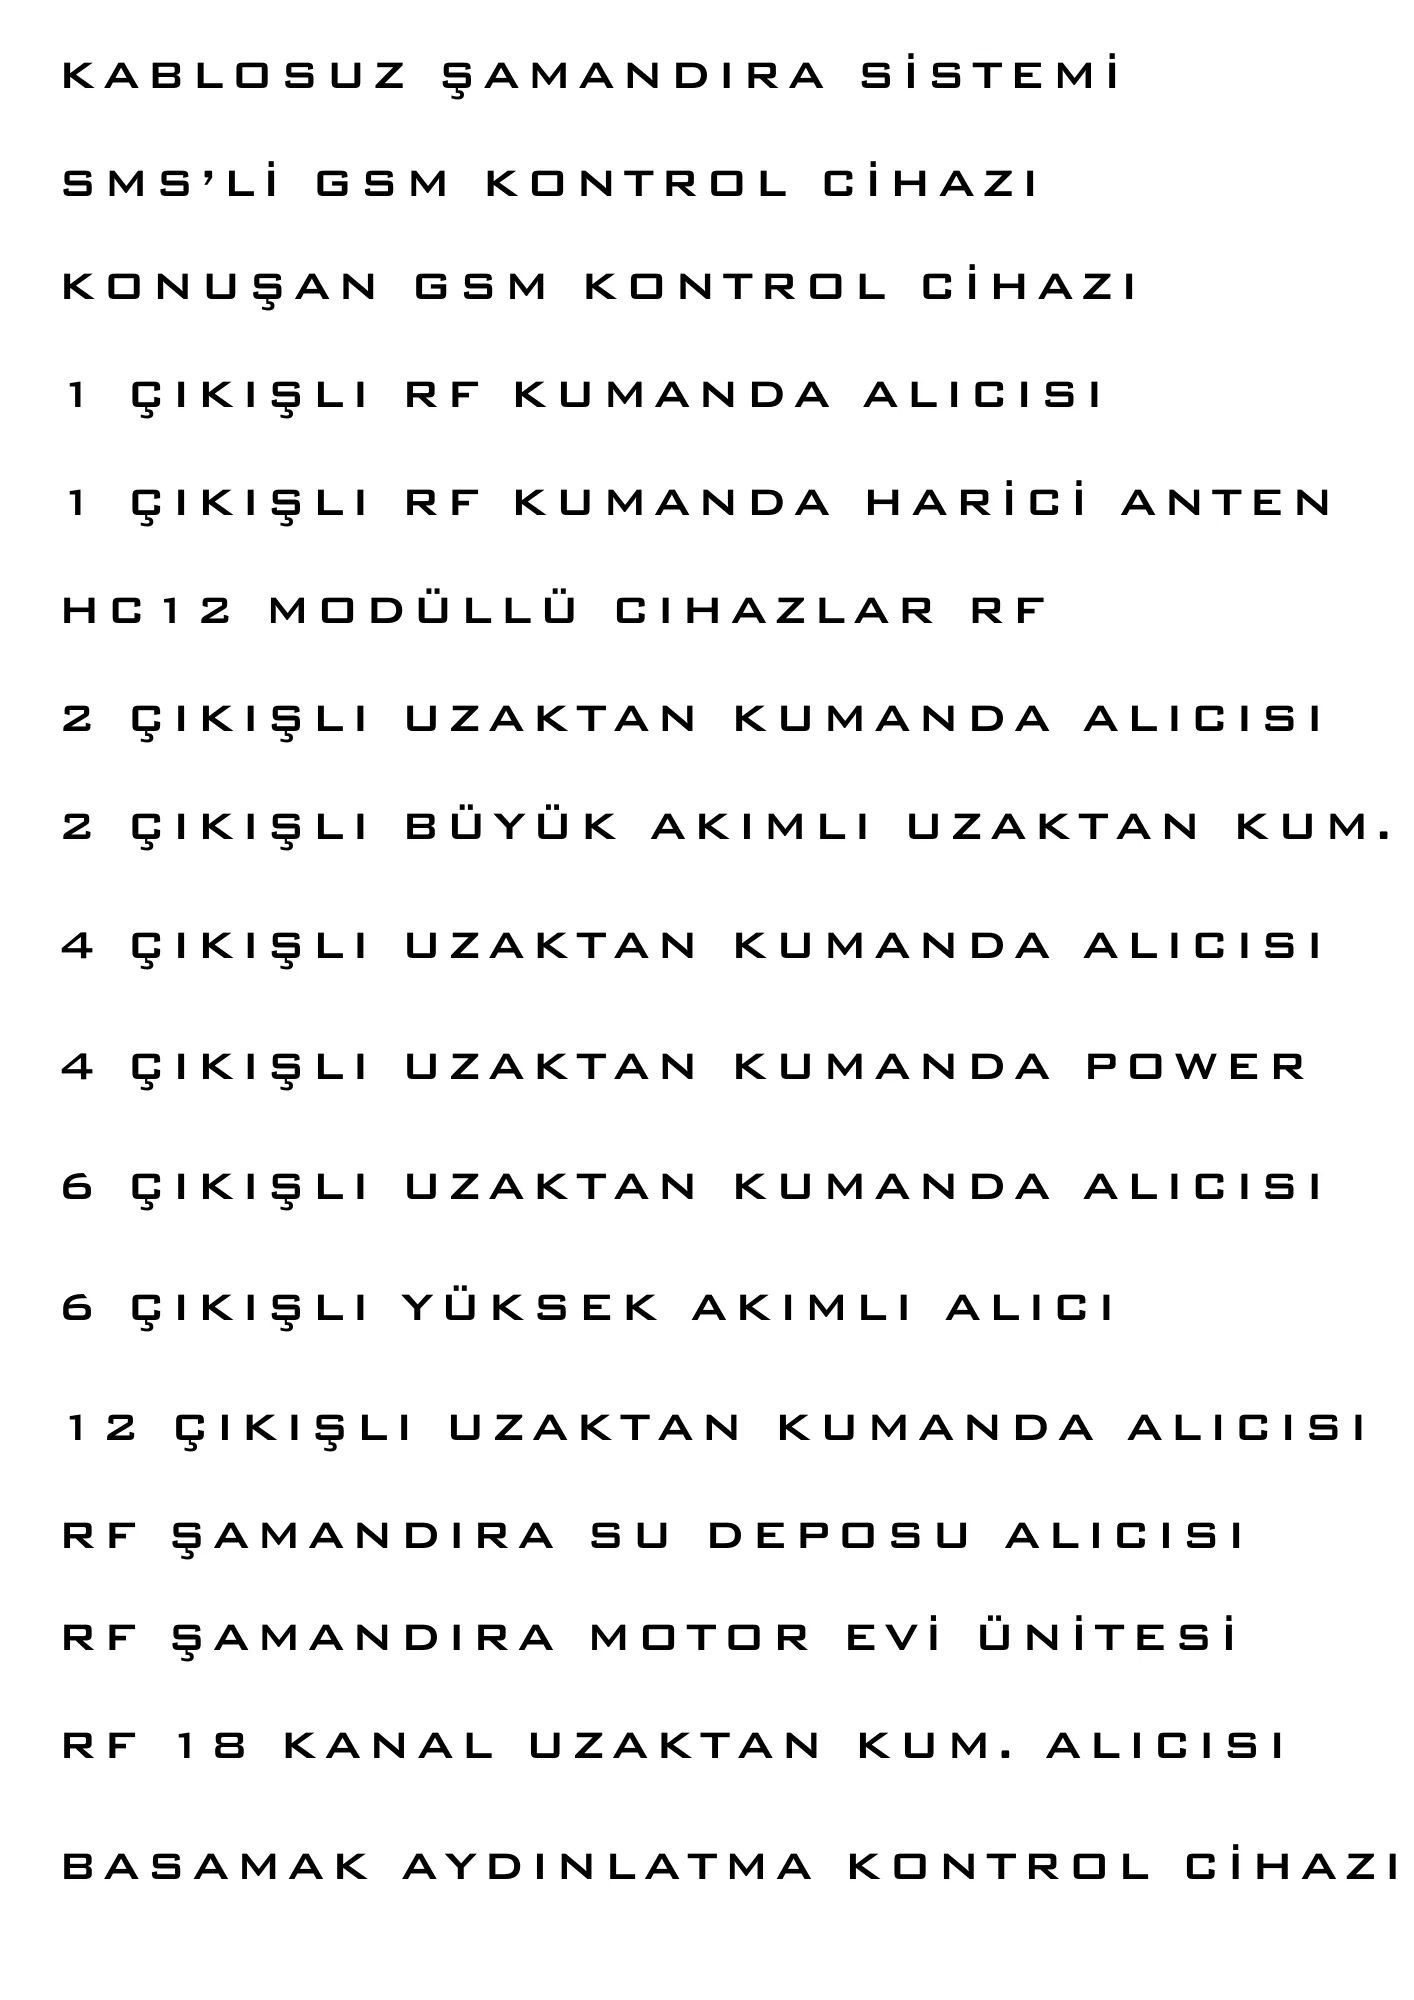 KABLOSUZ ŞAMANDIRA SİSTEMİ
SMS’Lİ GSM KONTROL CİHAZI
KONUŞAN GSM KONTROL CİHAZI
1 ÇIKIŞLI RF KUMANDA ALICISI
1 ÇIKIŞLI RF KUMANDA HARİCİ ANTEN
HC12 MODÜLLÜ CIHAZLAR RF
2 ÇIKIŞLI UZAKTAN KUMANDA ALICISI
2 ÇIKIŞLI BÜYÜK AKIMLI UZAKTAN KUM.
4 ÇIKIŞLI UZAKTAN KUMANDA ALICISI
4 ÇIKIŞLI UZAKTAN KUMANDA POWER
6 ÇIKIŞLI UZAKTAN KUMANDA ALICISI
6 ÇIKIŞLI YÜKSEK AKIMLI ALICI
12 ÇIKIŞLI UZAKTAN KUMANDA ALICISI
RF ŞAMANDIRA SU DEPOSU ALICISI
RF ŞAMANDIRA MOTOR EVİ ÜNİTESİ
RF 18 KANAL UZAKTAN KUM. ALICISI
BASAMAK AYDINLATMA KONTROL CİHAZI